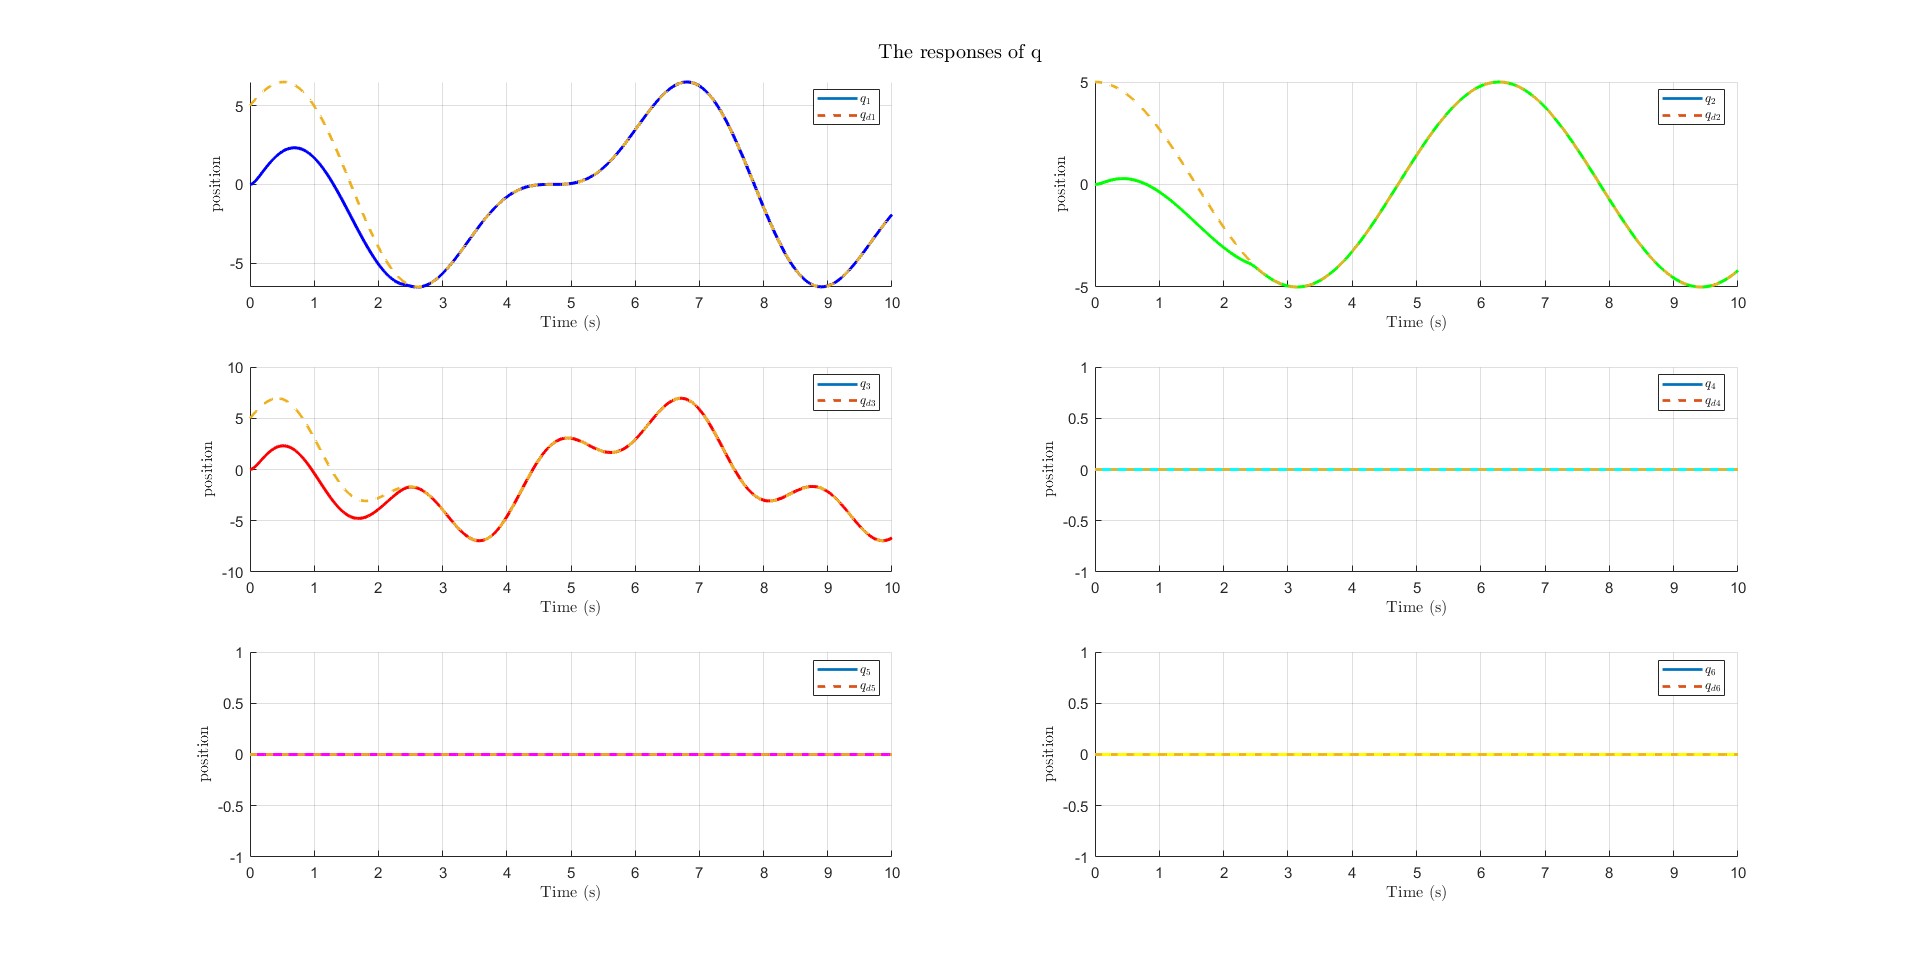 The responses of q
5
0
-5
position
0 1 2 3 4 5 6 7 8 9 10
Time (s)
q1
qd1
5
0
-5
position
0 1 2 3 4 5 6 7 8 9 10
Time (s)
q2
qd2
10
5
0
-5
-10
position
0 1 2 3 4 5 6 7 8 9 10
Time (s)
q3
qd3
1
0.5
0
-0.5
-1
position
0 1 2 3 4 5 6 7 8 9 10
Time (s)
q4
qd4
1
0.5
0
-0.5
-1
position
0 1 2 3 4 5 6 7 8 9 10
Time (s)
q5
qd5
1
0.5
0
-0.5
-1
position
0 1 2 3 4 5 6 7 8 9 10
Time (s)
q6
qd6